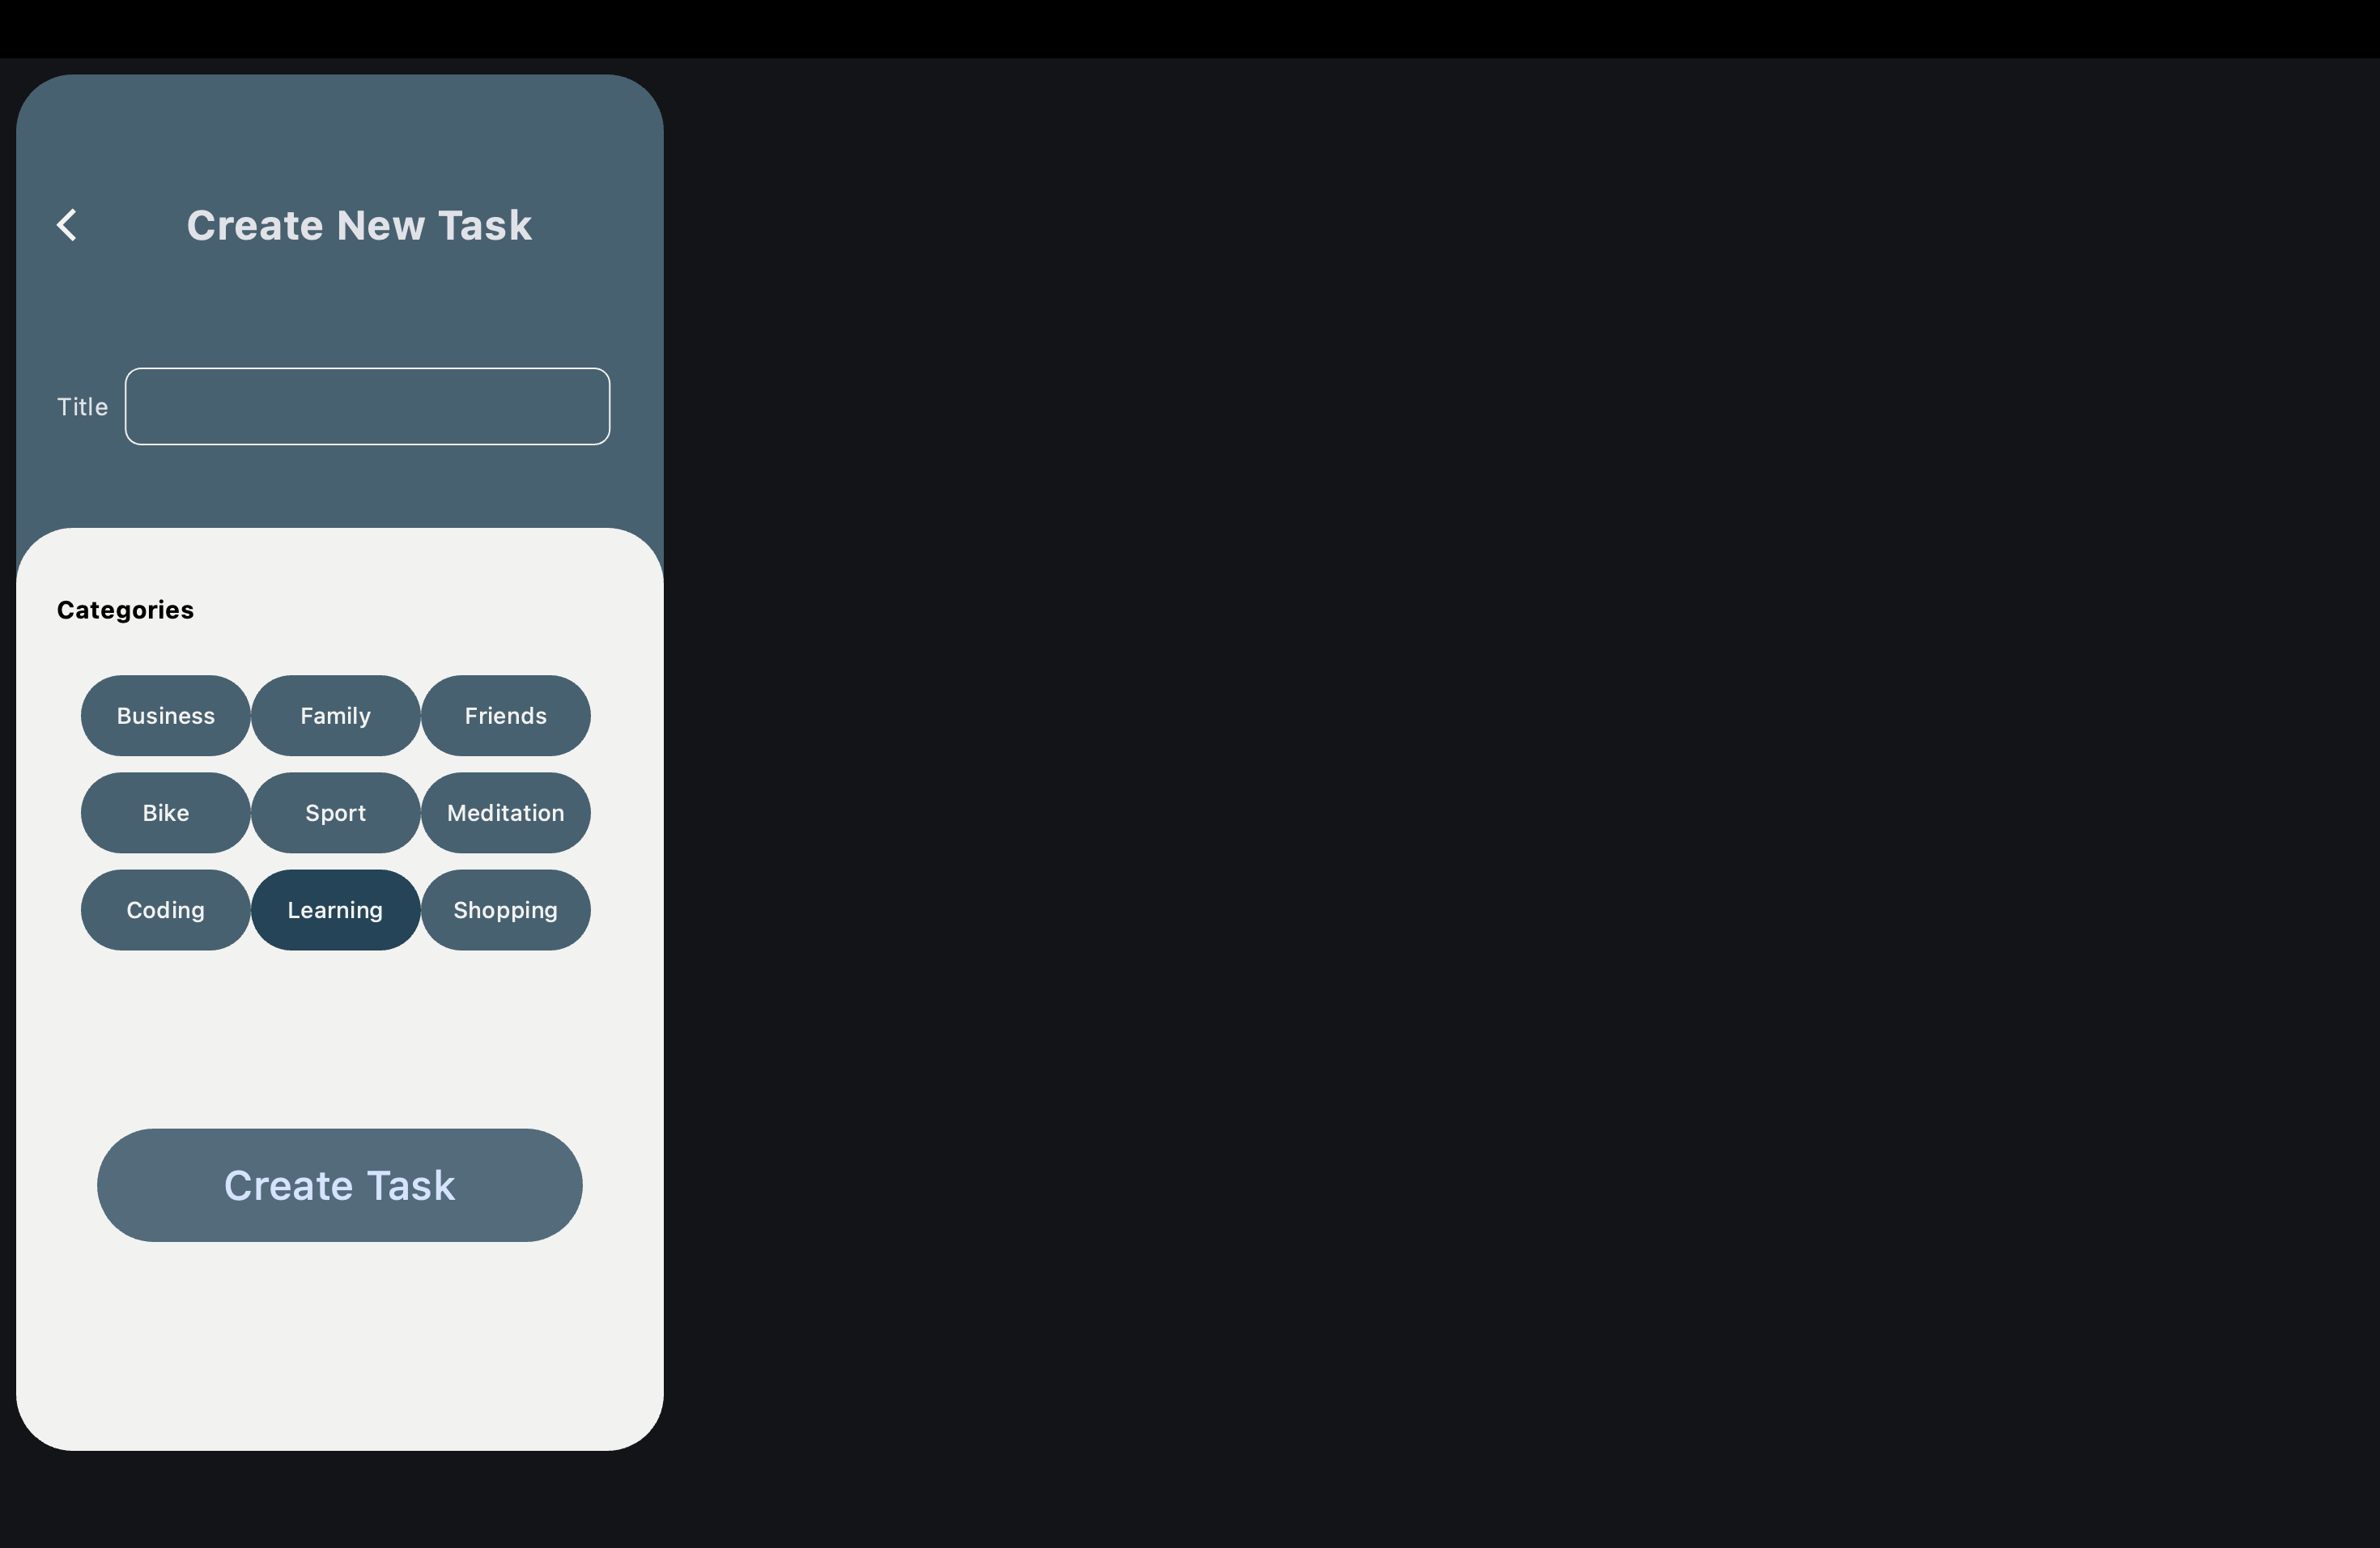 Create New Task
Title
Categories
Business Family Friends
Bike Sport Meditation
Coding Learning Shopping
Create Task